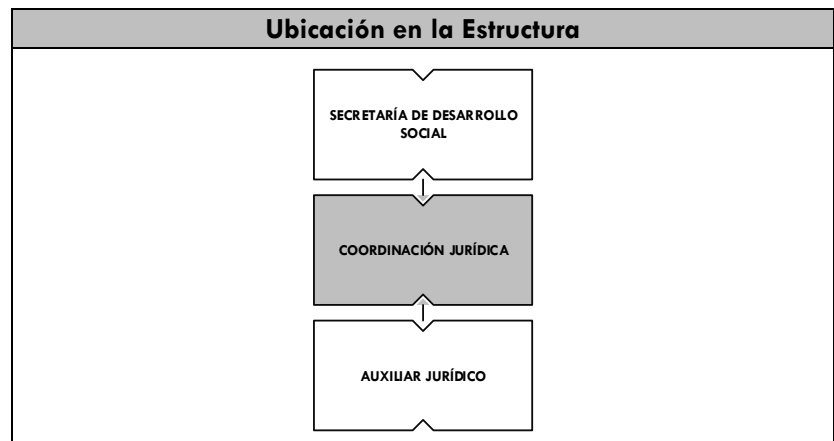 Ubicación en la Estructura
SECRETARÍA DE DESARROLLO
SOCIAL
COORDINACIÓN JURÍDICA
AUXILIAR JURÍDICO